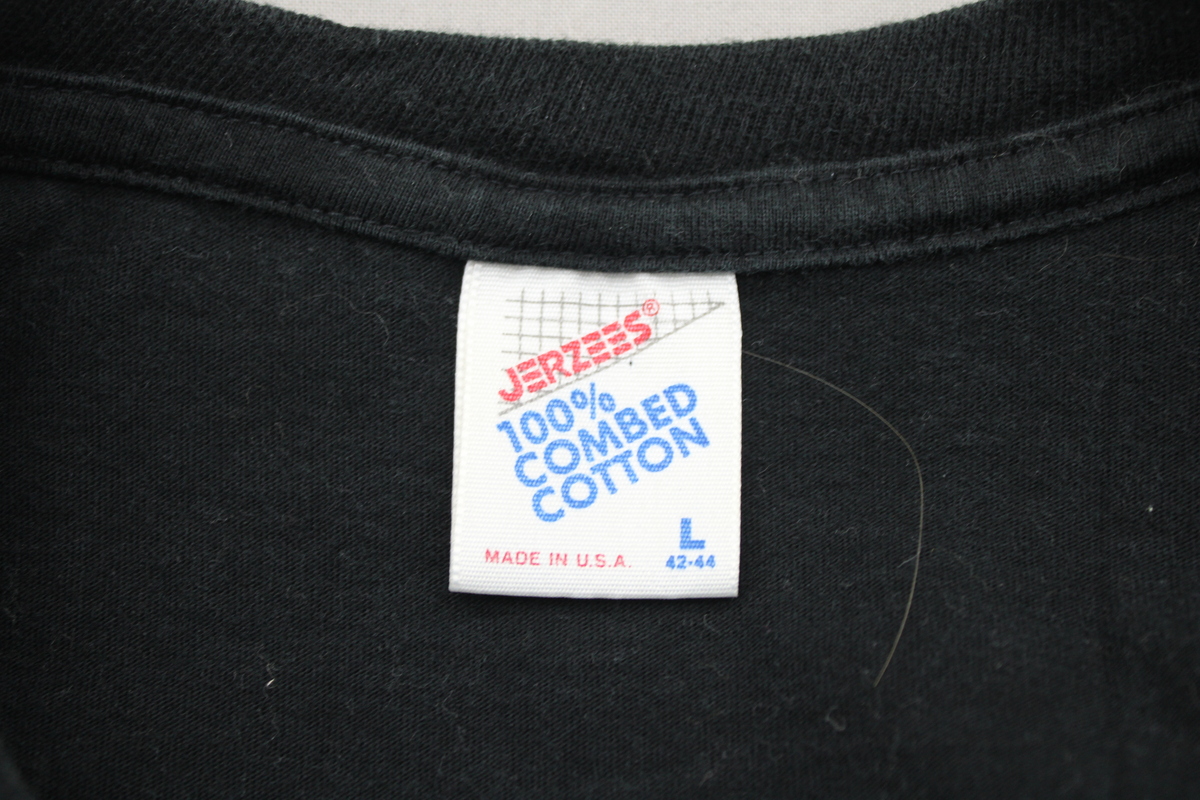 JERZEES®
100%
COMBED
COTTON
L
MADE IN U.S.A. 42-44